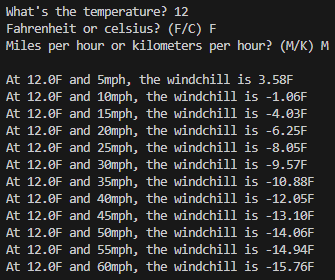 What's the temperature? 12
Fahrenheit or celsius? (F/C) F
Miles per hour or kilometers per hour? (M/K) M
At 12.0F and 5mph, the windchill is 3.58F
At 12.0F and 10mph, the windchill is -1.06F
At 12.0F and 15mph, the windchill is -4.03F
At 12.0F and 20mph, the windchill is -6.25F
At 12.0F and 25mph, the windchill is -8.05F
At 12.0F and 30mph, the windchill is -9.57F
At 12.0F and 35mph, the windchill is -10.88F
At 12.0F and 40mph, the windchill is -12.05F
At 12.0F and 45mph, the windchill is -13.10F
At 12.0F and 50mph, the windchill is -14.06F
At 12.0F and 55mph, the windchill is -14.94F
At 12.0F and 60mph, the windchill is -15.76F